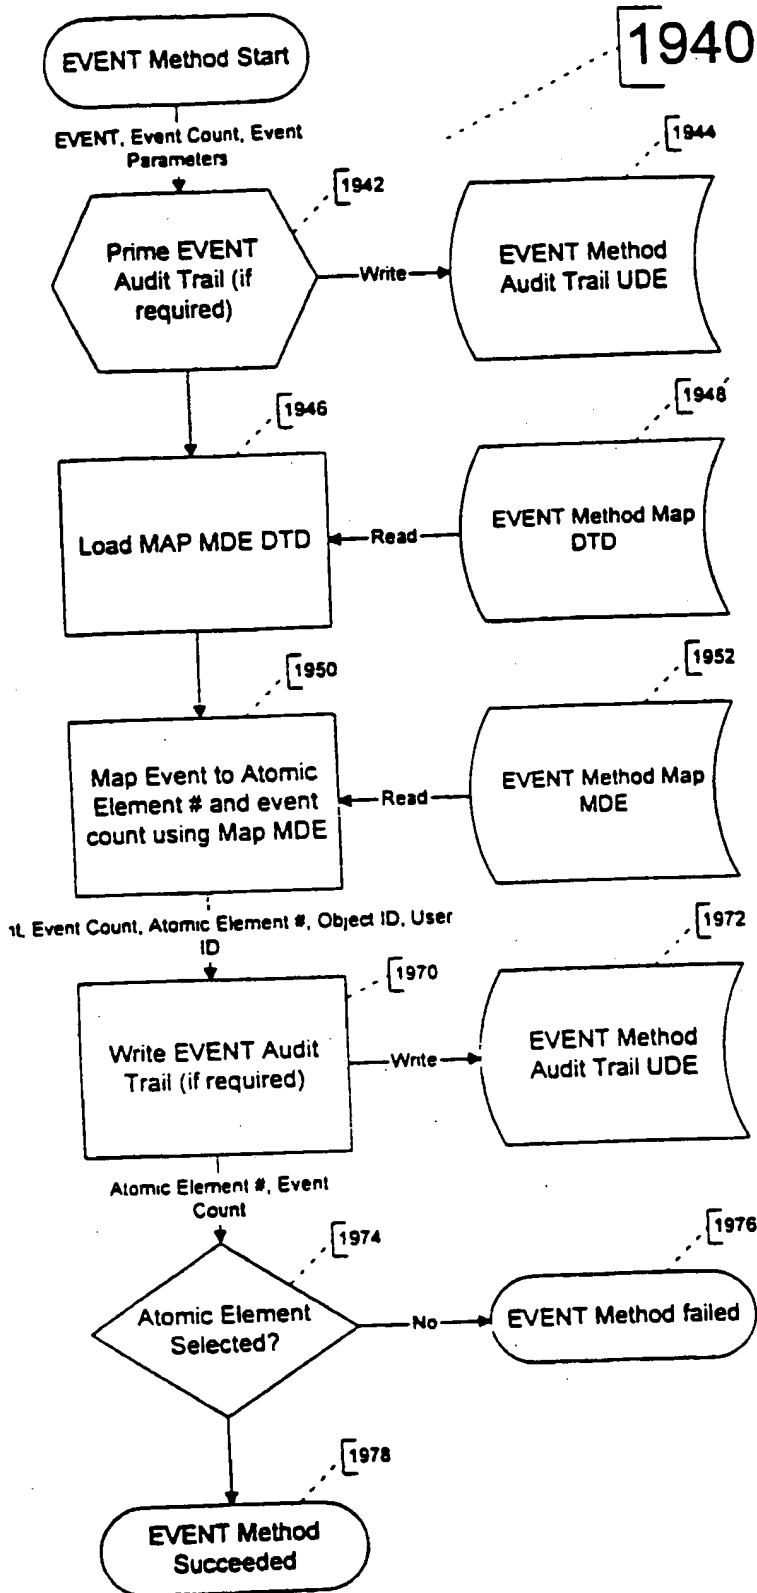 EVENT Method Start
1940
EVENT, Event Count, Event
Parameters
1942
1944
Prime EVENT
Audit Trail (if
required)
Write
EVENT Method
Audit Trail UDE
1946
1948
Load MAP MDE DTD
Read
EVENT Method Map
DTD
1950
1952
Map Event to Atomic
Element # and event
count using Map MDE
Read
EVENT Method Map
MDE
Event Count, Atomic Element #, Object ID, User
ID
1970
1972
Write EVENT Audit
Trail (if required)
Write
EVENT Method
Audit Trail UDE
Atomic Element #, Event
Count
1974
1976
Atomic Element
Selected?
No
EVENT Method failed
1978
EVENT Method
Succeeded